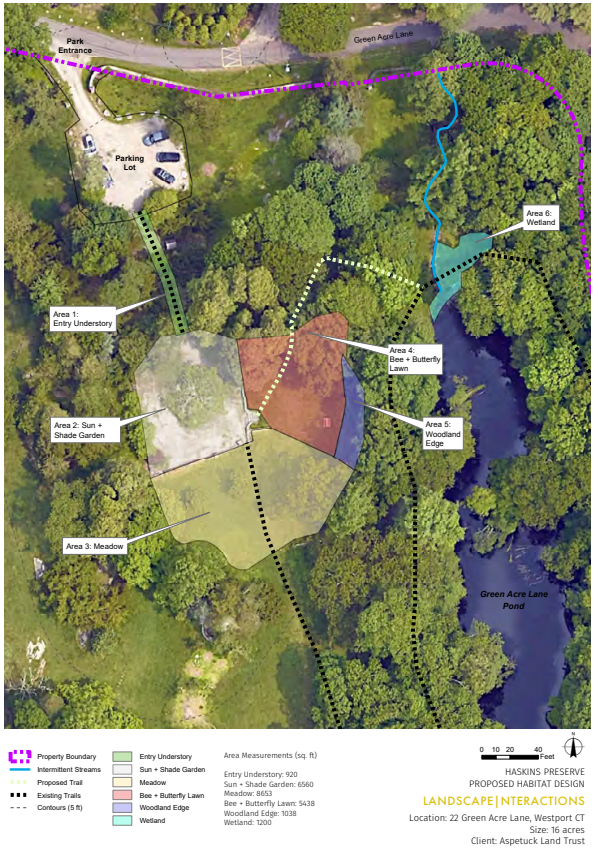 Park
Entrance
Green Acre Lane
Parking
Lot
Area 6:
Wetland
Area 1:
Entry Understory
Area 4:
Bee + Butterfly
Lawn
Area 2: Sun +
Shade Garden
Area 5:
Woodland
Edge
Area 3: Meadow
Green Acre Lane
Pond
Property Boundary
Intermittent Streams
Proposed Trail
Existing Trails
Contours (5 ft)
Entry Understory
Sun + Shade Garden
Meadow
Bee + Butterfly Lawn
Woodland Edge
Wetland
Area Measurements (sq. ft)
Entry Understory: 920
Sun + Shade Garden: 6560
Meadow: 8653
Bee + Butterfly Lawn: 5438
Woodland Edge: 1038
Wetland: 1200
N
0 10 20 40
Feet
HASKINS PRESERVE
PROPOSED HABITAT DESIGN
LANDSCAPE|NTERACTIONS
Location: 22 Green Acre Lane, Westport CT
Size: 16 acres
Client: Aspetuck Land Trust